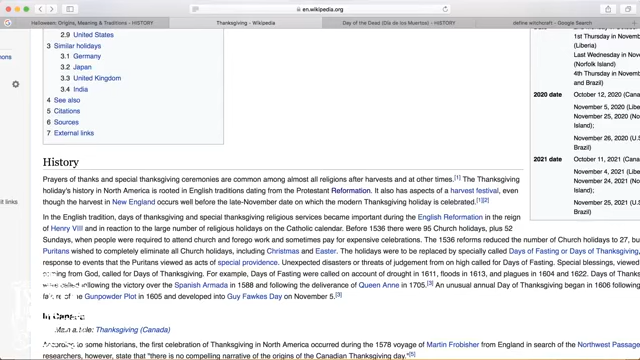 en.wikipedia.org
Halloween: Origins, Meaning & Traditions - HISTORY
Thanksgiving - Wikipedia
Day of the Dead (Día de los Muertos) - HISTORY
define witchcraft - Google Search
2.9 United States
3 Similar holidays
3.1 Germany
3.2 Japan
3.3 United Kingdom
3.4 India
4 See also
5 Citations
6 Sources
7 External links
1st Thursday in Novemb
(Liberia)
Last Wednesday in Nove
(Norfolk Island)
4th Thursday in Novemb
and Brazil)
2020 date October 12, 2020 (Cana
November 5, 2020 (Liber
November 25, 2020 (Nor
Island);
November 26, 2020 (U.S
Brazil)
2021 date October 11, 2021 (Cana
November 4, 2021
November 24, 2021
Island);
November 25, 2021 (U.S
Brazil)
History
Prayers of thanks and special thanksgiving ceremonies are common among almost all religions after harvests and at other times.[1] The Thanksgiving
holiday's history in North America is rooted in English traditions dating from the Protestant Reformation. It also has aspects of a harvest festival, even
though the harvest in New England occurs well before the late-November date on which the modern Thanksgiving holiday is celebrated.[1][2]
In the English tradition, days of thanksgiving and special thanksgiving religious services became important during the English Reformation in the reign
of Henry VIII and in reaction to the large number of religious holidays on the Catholic calendar. Before 1536 there were 95 Church holidays, plus 52
Sundays, when people were required to attend church and forego work and sometimes pay for expensive celebrations. The 1536 reforms reduced the number of Church holidays to 27, bu
Puritans wished to completely eliminate all Church holidays, including Christmas and Easter. The holidays were to be replaced by specially called Days of Fasting or Days of Thanksgiving,
response to events that the Puritans viewed as acts of special providence. Unexpected disasters or threats of judgement from on high called for Days of Fasting. Special blessings, viewed
coming from God, called for Days of Thanksgiving. For example, Days of Fasting were called on account of drought in 1611, floods in 1613, and plagues in 1604 and 1622. Days of Thanks
were called following the victory over the Spanish Armada in 1588 and following the deliverance of Queen Anne in 1705.[3] An unusual annual Day of Thanksgiving began in 1606 following
failure of the Gunpowder Plot in 1605 and developed into Guy Fawkes Day on November 5.[3]
In Canada
Main article: Thanksgiving (Canada)
According to some historians, the first celebration of Thanksgiving in North America occurred during the 1578 voyage of Martin Frobisher from England in search of the Northwest Passage
researchers, however, state that "there is no compelling narrative of the origins of the Canadian Thanksgiving day."[5]